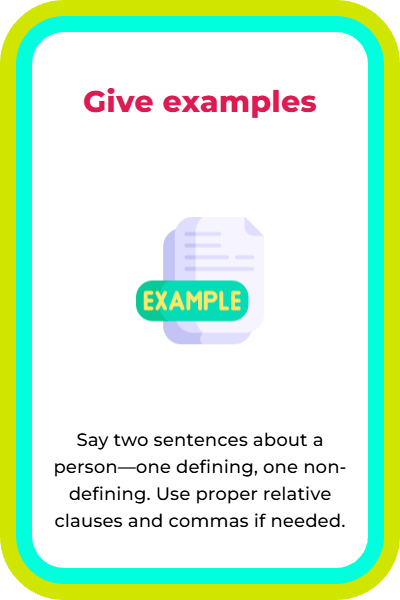 Give examples
EXAMPLE
Say two sentences about a
person—one defining, one non-
defining. Use proper relative
clauses and commas if needed.